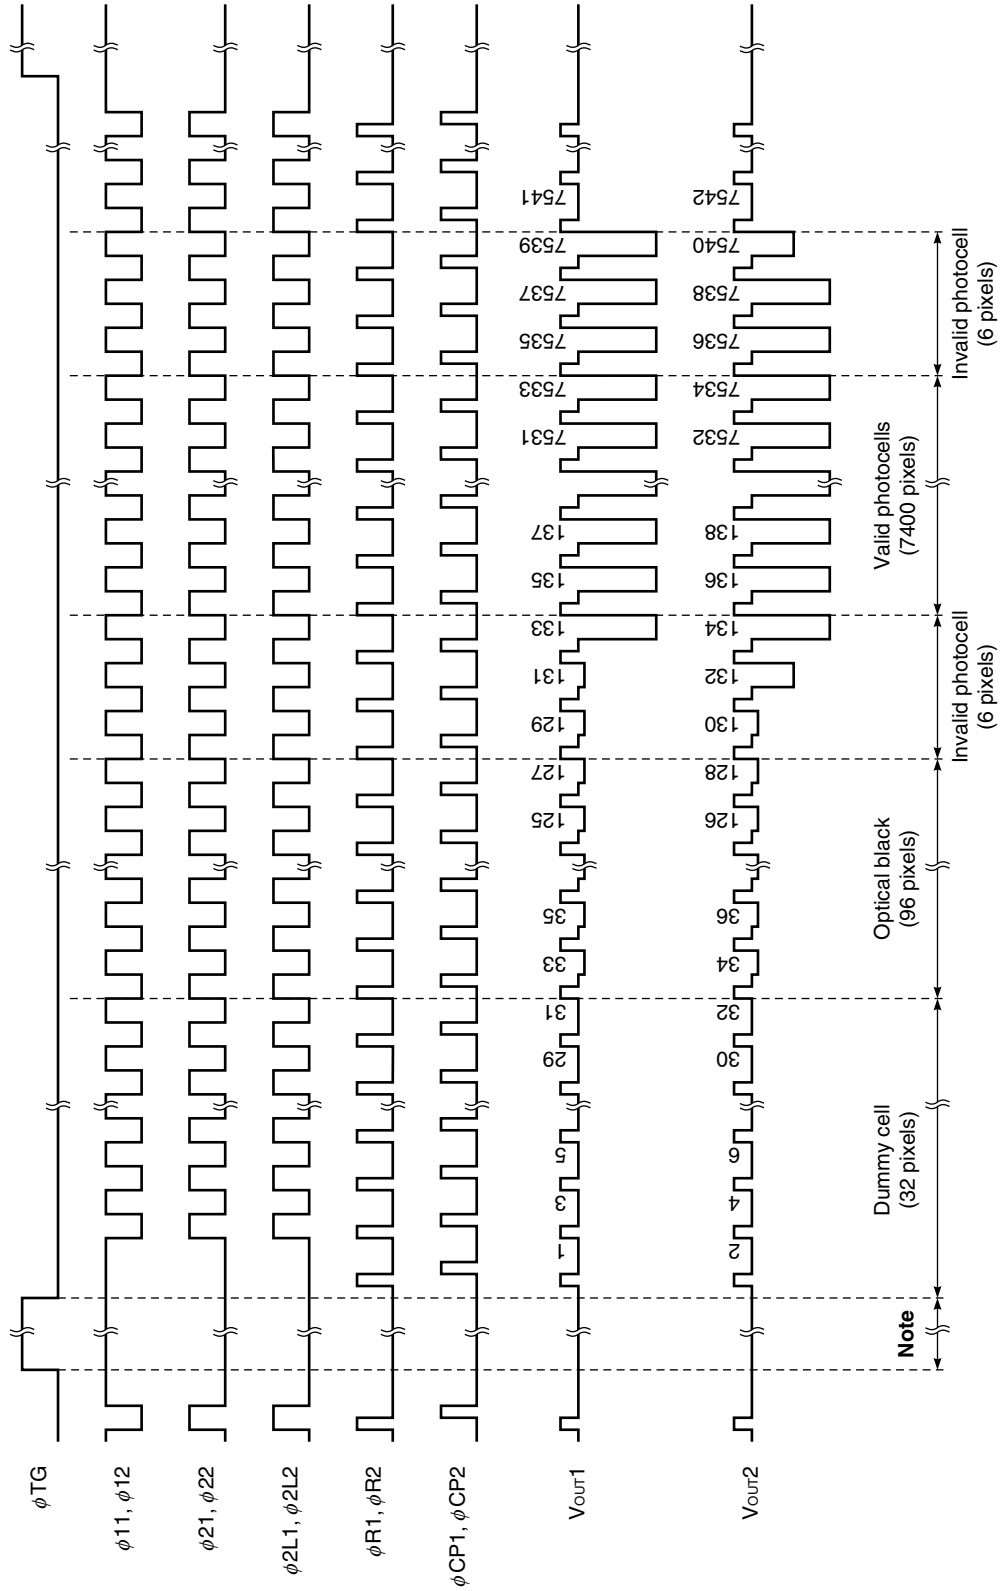 φTG
φ11, φ12
φ21, φ22
φ2L1, φ2L2
φR1, φR2
φCP1, φCP2
VOUT1
1 3 5 29 31 33 35 125 127 129 131 133 135 137 7531 7533 7535 7537 7539 7541
VOUT2
2 4 6 30 32 34 36 126 128 130 132 134 136 138 7532 7534 7536 7538 7540 7542
Note
Dummy cell
(32 pixels)
Optical black
(96 pixels)
Invalid photocell
(6 pixels)
Valid photocells
(7400 pixels)
Invalid photocell
(6 pixels)